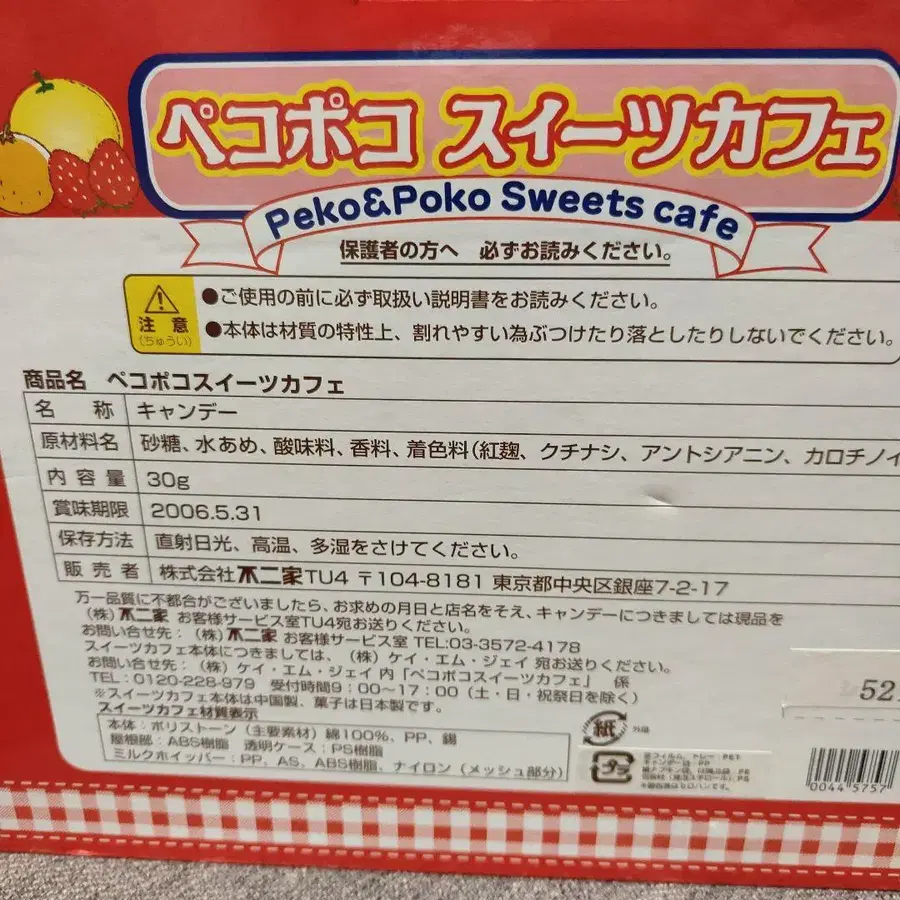 ペコポコ スイーツカフェ
Peko&Poko Sweets cafe
保護者の方へ 必ずお読みください。
注意
(ちゅうい)
●ご使用の前に必ず取扱い説明書をお読みください。
●本体は材質の特性上、割れやすい為ぶつけたり落としたりしないでください。
商品名 ペコポコスイーツカフェ
名称 キャンデー
原材料名 砂糖、水あめ、酸味料、香料、着色料(紅麹、クチナシ、アントシアニン、カロチノイ
内容量 30g
賞味期限 2006.5.31
保存方法 直射日光、高温、多湿をさけてください。
販売者 株式会社不二家TU4 〒104-8181 東京都中央区銀座7-2-17
万一品質に不都合がございましたら、お求めの月日と店名をそえ、キャンデーにつきましては現品を
(株)不二家 お客様サービス室TU4宛お送りください。
お問い合せ先:(株)不二家 お客様サービス室 TEL:03-3572-4178
スイーツカフェ本体につきましては、(株)ケイ・エム・ジェイ 宛お送りください。
お問い合せ先:(株)ケイ・エム・ジェイ 内「ペコポコスイーツカフェ」 係
TEL:0120-228-979 受付時間9:00〜17:00(土・日・祝祭日を除く)
※スイーツカフェ本体は中国製、菓子は日本製です。
スイーツカフェ材質表示
本体:ポリストーン(主要素材)綿100%、PP、錫
屋根部:ABS樹脂 透明ケース:PS樹脂
ミルクホイッパー:PP、AS、ABS樹脂、ナイロン(メッシュ部分)
紙
外箱
プラ
52
0044 5757